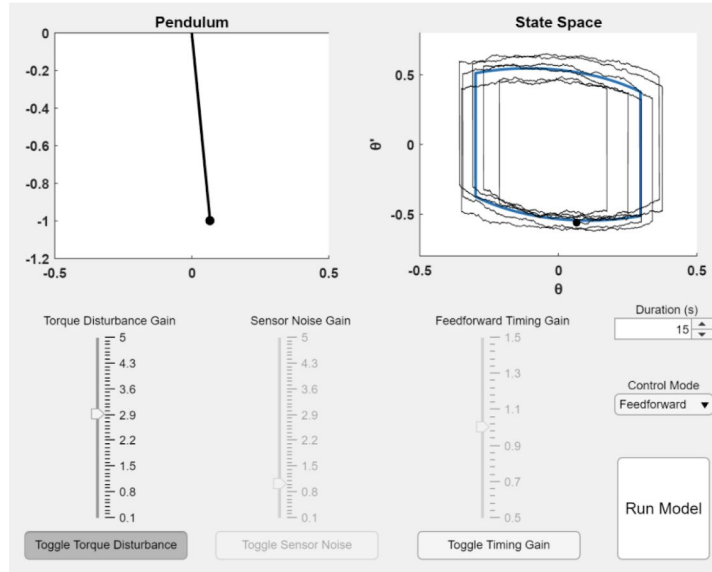 Pendulum
0
-0.2
-0.4
-0.6
-0.8
-1
-1.2
-0.5 0 0.5
State Space
0.5
0
-0.5
θ'
-0.5 0 0.5
θ
Torque Disturbance Gain
5
4.3
3.6
2.9
2.2
1.5
0.8
0.1
Toggle Torque Disturbance
Sensor Noise Gain
5
4.3
3.6
2.9
2.2
1.5
0.8
0.1
Toggle Sensor Noise
Feedforward Timing Gain
1.5
1.4
1.3
1.1
1
0.9
0.7
0.6
0.5
Toggle Timing Gain
Duration (s)
15
Control Mode
Feedforward
Run Model